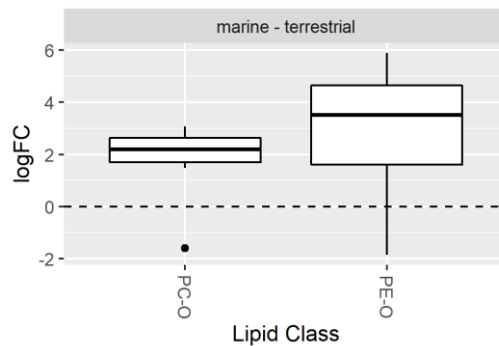 marine - terrestrial
6
4
2
0
-2
logFC
PC-O
PE-O
Lipid Class